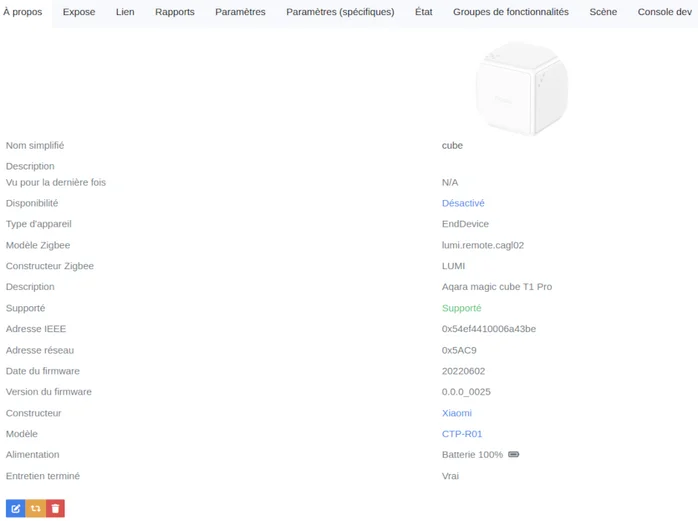 À propos Expose Lien Rapports Paramètres Paramètres (spécifiques) État Groupes de fonctionnalités Scène Console dev
Nom simplifié cube
Description
Vu pour la dernière fois N/A
Disponibilité Désactivé
Type d'appareil EndDevice
Modèle Zigbee lumi.remote.cagl02
Constructeur Zigbee LUMI
Description Aqara magic cube T1 Pro
Supporté Supporté
Adresse IEEE 0x54ef4410006a43be
Adresse réseau 0x5AC9
Date du firmware 20220602
Version du firmware 0.0.0_0025
Constructeur Xiaomi
Modèle CTP-R01
Alimentation Batterie 100%
Entretien terminé Vrai